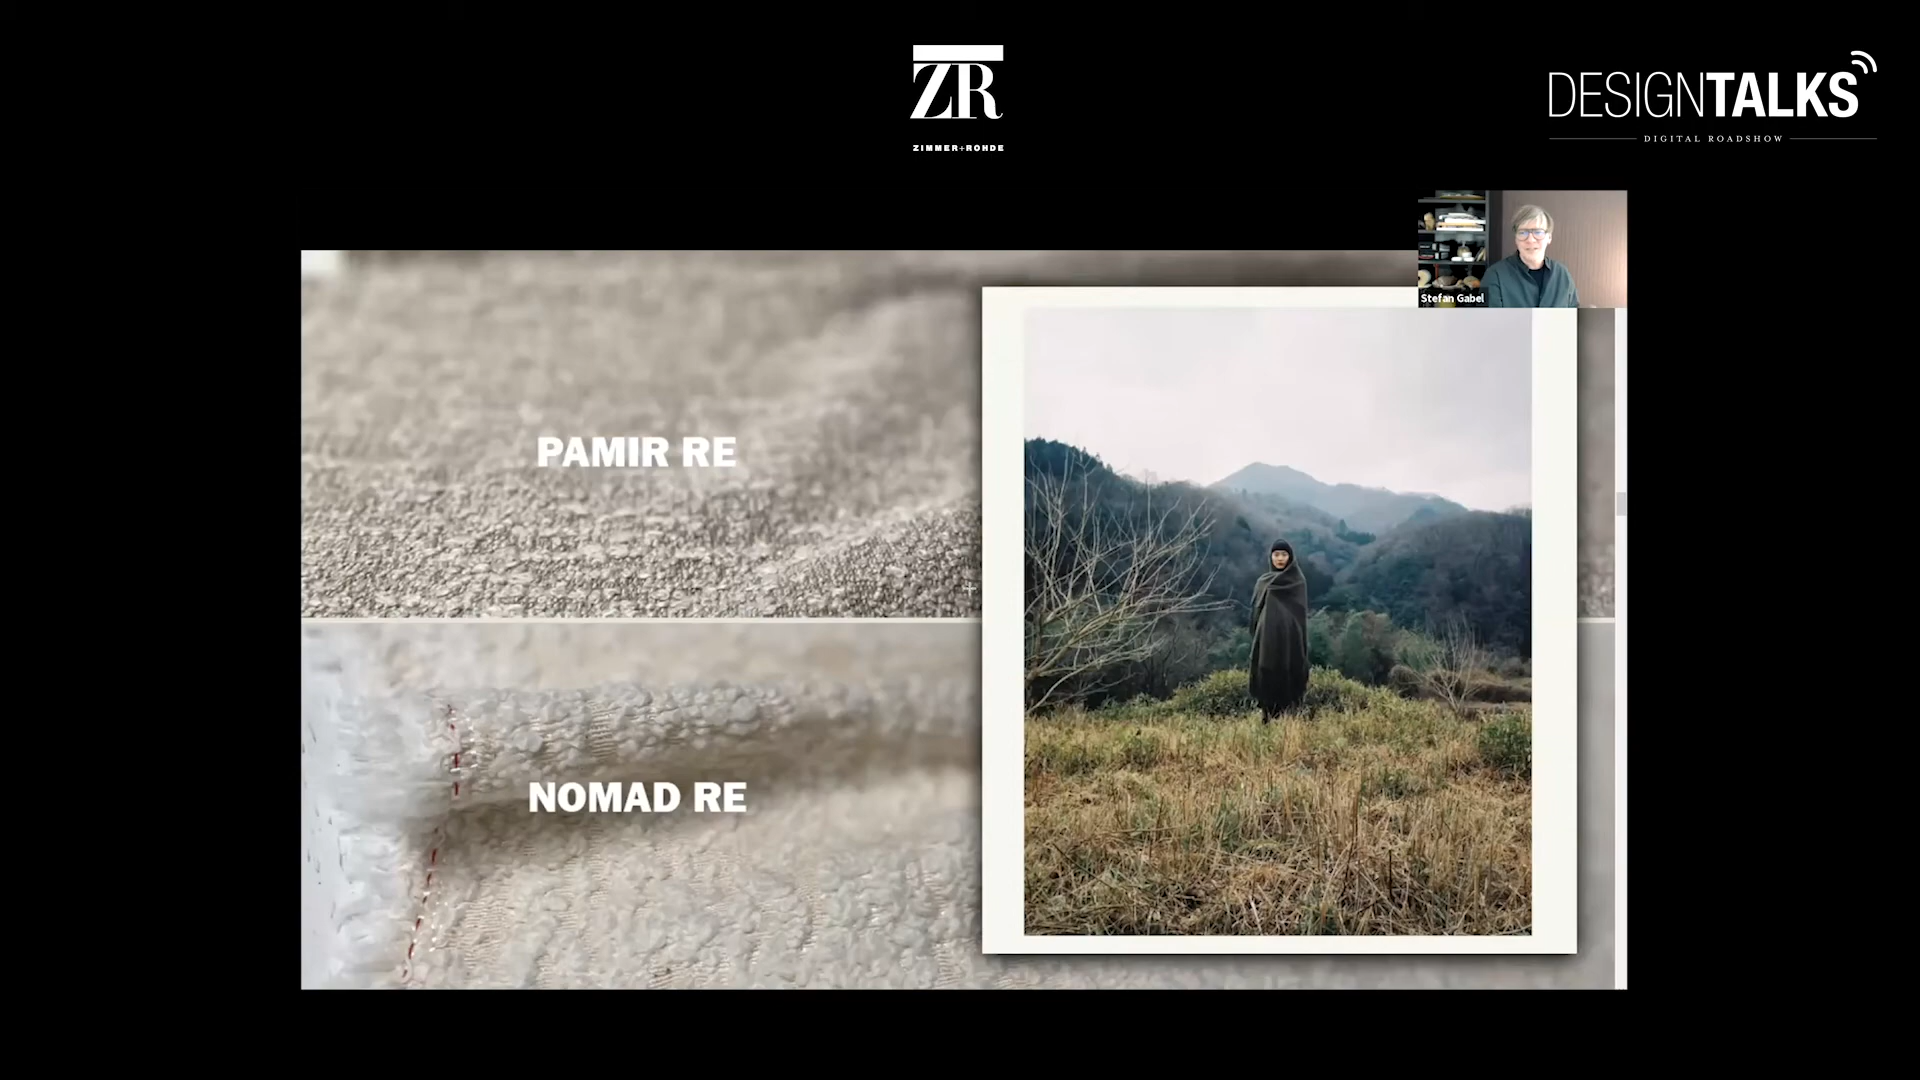 ZR
ZIMMER+ROHDE
DESIGNTALKS
DIGITAL ROADSHOW
Stefan Gabel
PAMIR RE
NOMAD RE